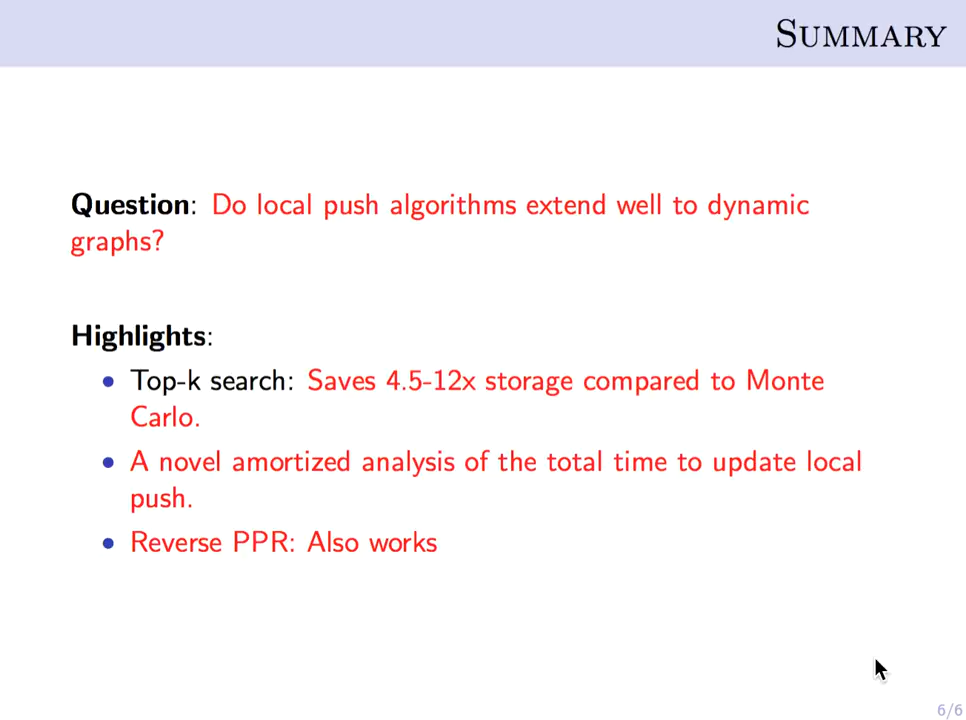 SUMMARY
Question: Do local push algorithms extend well to dynamic
graphs?
Highlights:
• Top-k search: Saves 4.5-12x storage compared to Monte
Carlo.
• A novel amortized analysis of the total time to update local
push.
• Reverse PPR: Also works
6/6